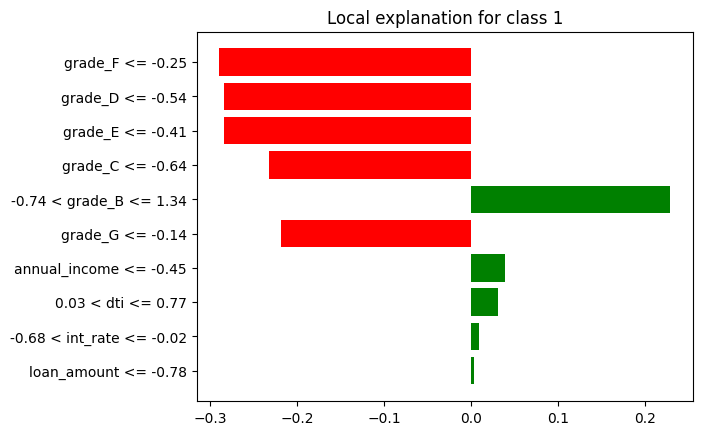 Local explanation for class 1
grade_F <= -0.25
grade_D <= -0.54
grade_E <= -0.41
grade_C <= -0.64
-0.74 < grade_B <= 1.34
grade_G <= -0.14
annual_income <= -0.45
0.03 < dti <= 0.77
-0.68 < int_rate <= -0.02
loan_amount <= -0.78
−0.3 −0.2 −0.1 0.0 0.1 0.2